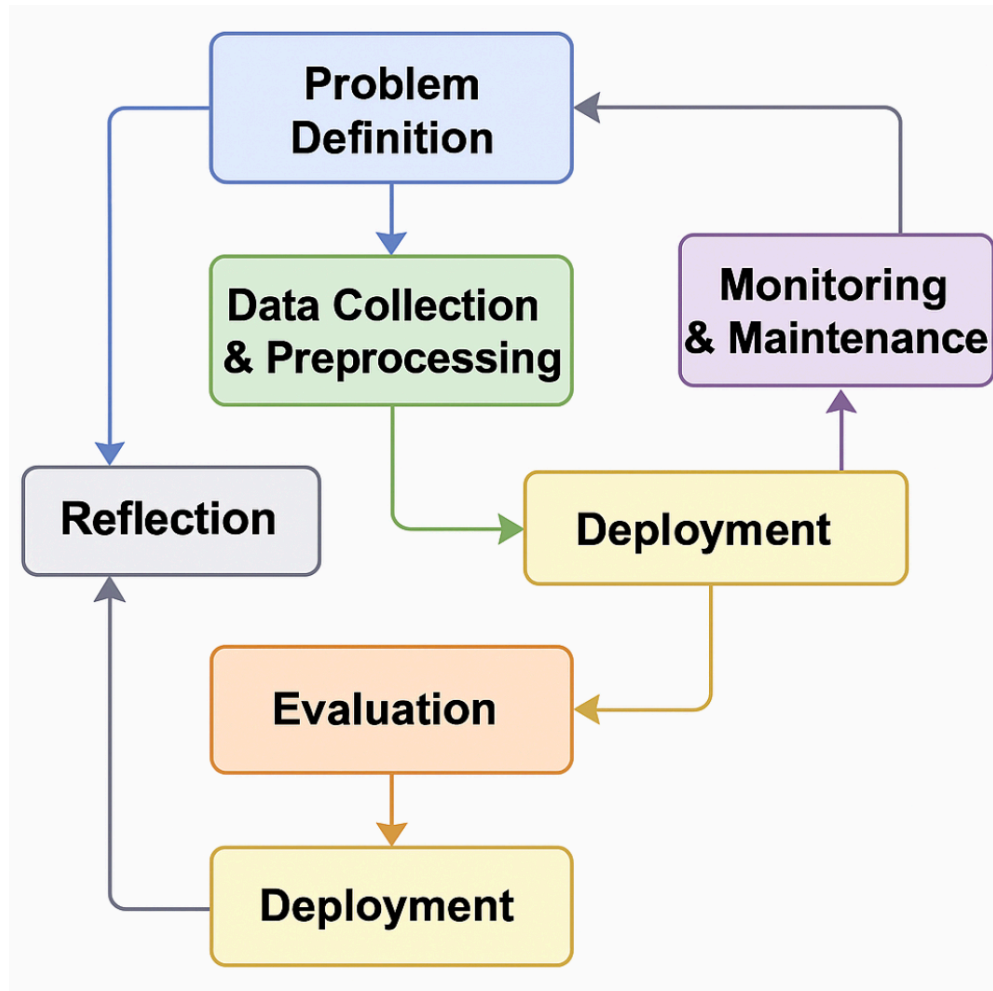 Problem
Definition
Data Collection
& Preprocessing
Monitoring
& Maintenance
Reflection
Deployment
Evaluation
Deployment